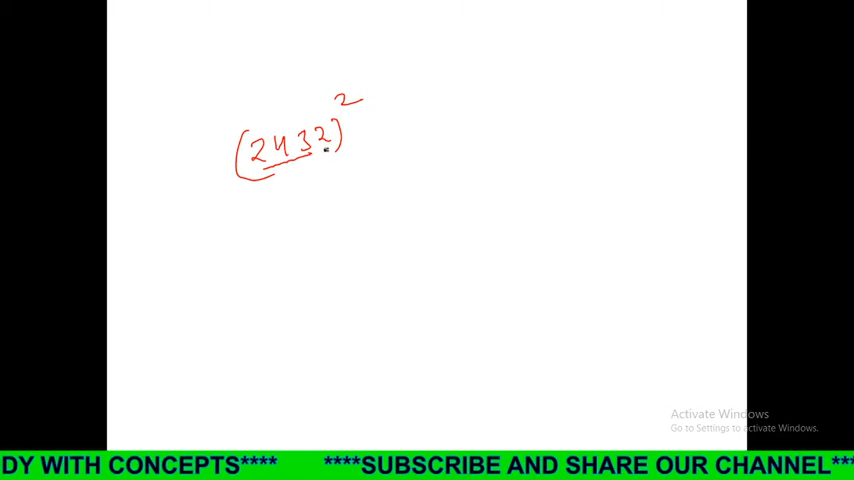 (2432)²
Activate Windows
Go to Settings to activate Windows.
DY WITH CONCEPTS**** ****SUBSCRIBE AND SHARE OUR CHANNEL***